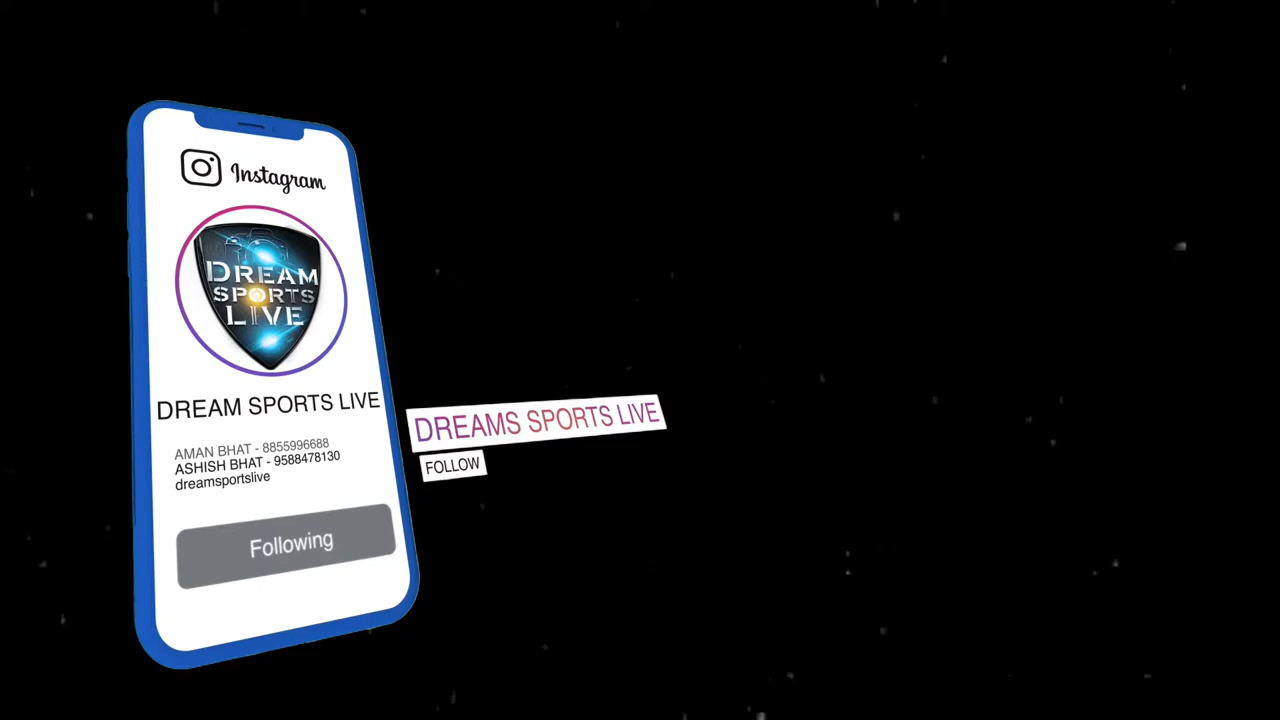 Instagram
DREAM
SPORTS
LIVE
DREAM SPORTS LIVE
AMAN BHAT - 8855996688
ASHISH BHAT - 9588478130
dreamsportslive
Following
DREAMS SPORTS LIVE
FOLLOW